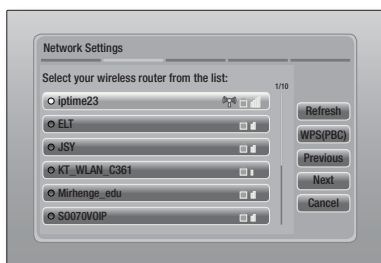 Network Settings
Select your wireless router from the list:
1/10
iptime23
ELT
JSY
KT_WLAN_C361
Mirhenge_edu
SO070VOIP
Refresh
WPS(PBC)
Previous
Next
Cancel